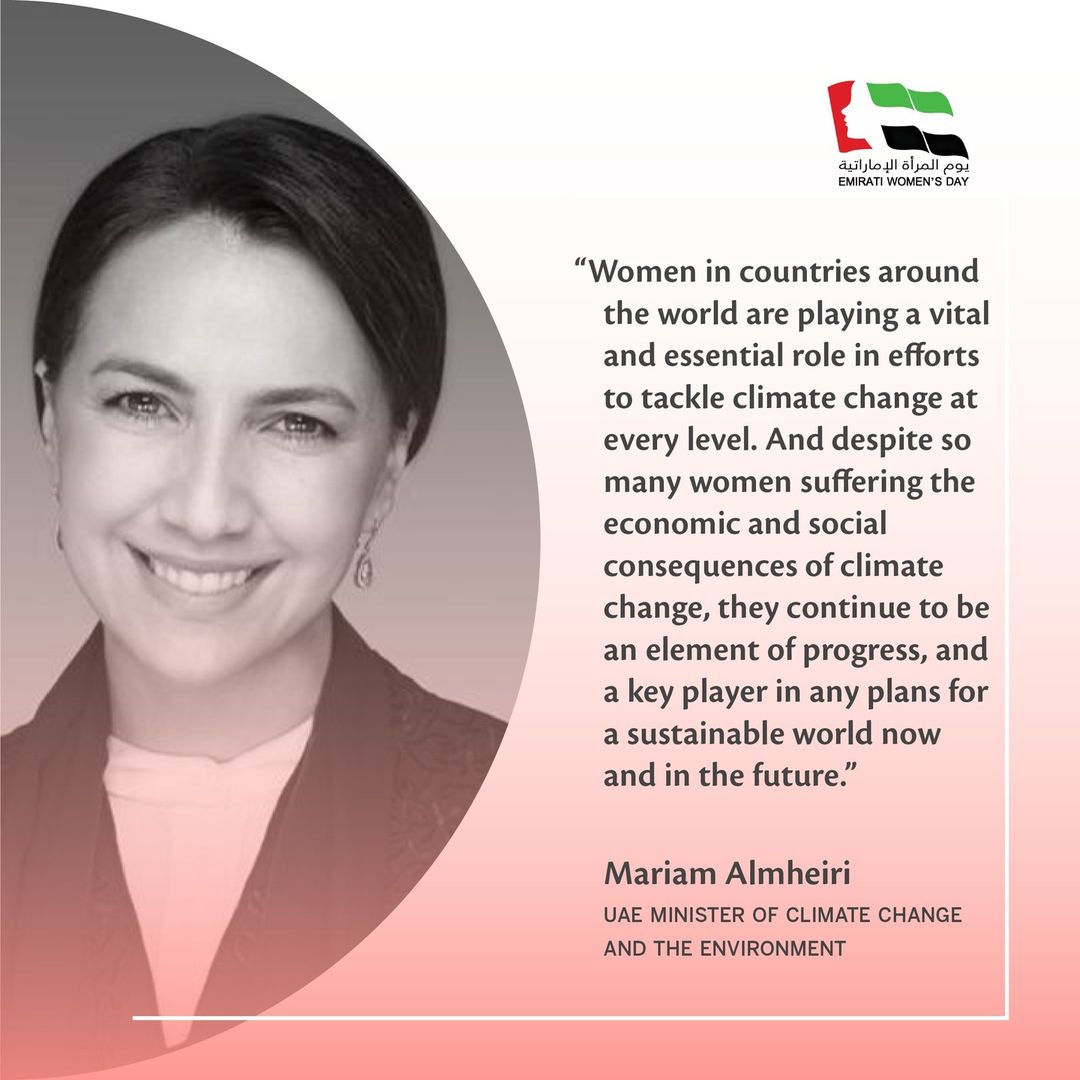 يوم المرأة الإماراتية
EMIRATI WOMEN'S DAY
“Women in countries around
the world are playing a vital
and essential role in efforts
to tackle climate change at
every level. And despite so
many women suffering the
economic and social
consequences of climate
change, they continue to be
an element of progress, and
a key player in any plans for
a sustainable world now
and in the future.”
Mariam Almheiri
UAE MINISTER OF CLIMATE CHANGE
AND THE ENVIRONMENT